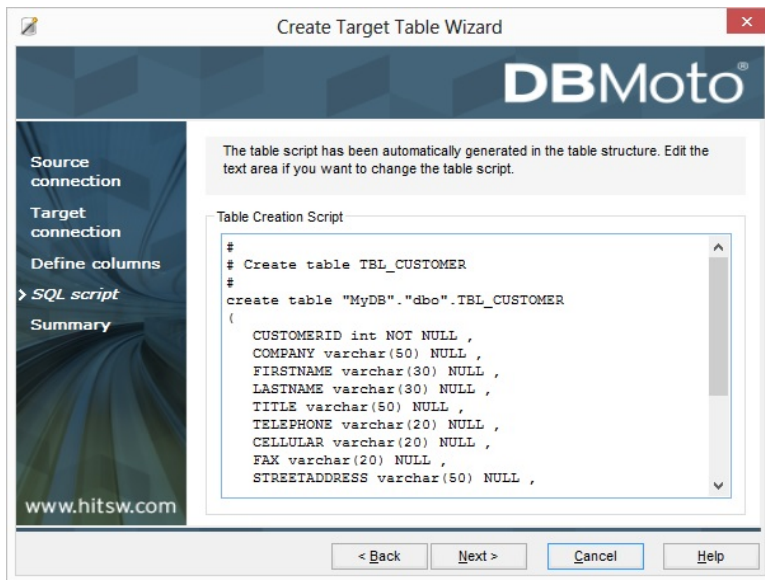 Create Target Table Wizard
DBMoto®
Source
connection
Target
connection
Define columns
> SQL script
Summary
www.hitsw.com
The table script has been automatically generated in the table structure. Edit the
text area if you want to change the table script.
Table Creation Script
#
# Create table TBL_CUSTOMER
#
create table "MyDB"."dbo".TBL_CUSTOMER
(
CUSTOMERID int NOT NULL ,
COMPANY varchar(50) NULL ,
FIRSTNAME varchar(30) NULL ,
LASTNAME varchar(30) NULL ,
TITLE varchar(50) NULL ,
TELEPHONE varchar(20) NULL ,
CELLULAR varchar(20) NULL ,
FAX varchar(20) NULL ,
STREETADDRESS varchar(50) NULL ,
< Back
Next >
Cancel
Help